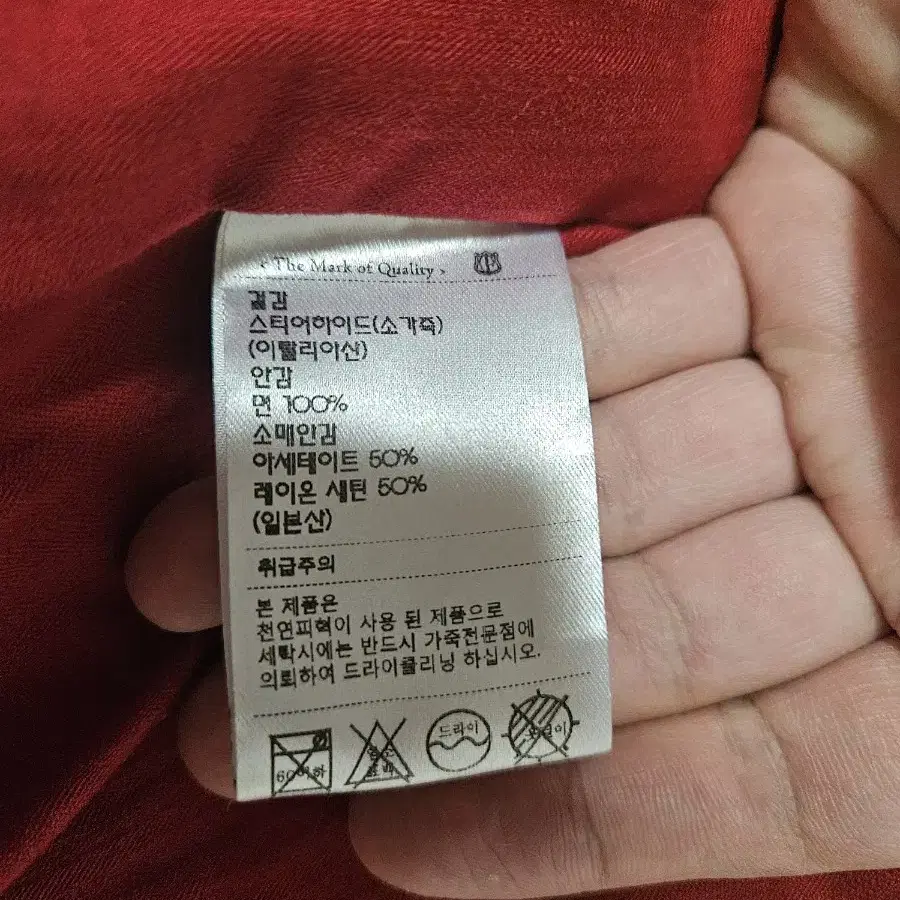 ‹ The Mark of Quality ›
겉감
스티어하이드(소가죽)
(이탈리아산)
안감
면 100%
소매안감
아세테이트 50%
레이온 새틴 50%
(일본산)
취급주의
본 제품은
천연피혁이 사용 된 제품으로
세탁시에는 반드시 가죽전문점에
의뢰하여 드라이클리닝 하십시오.
드라이